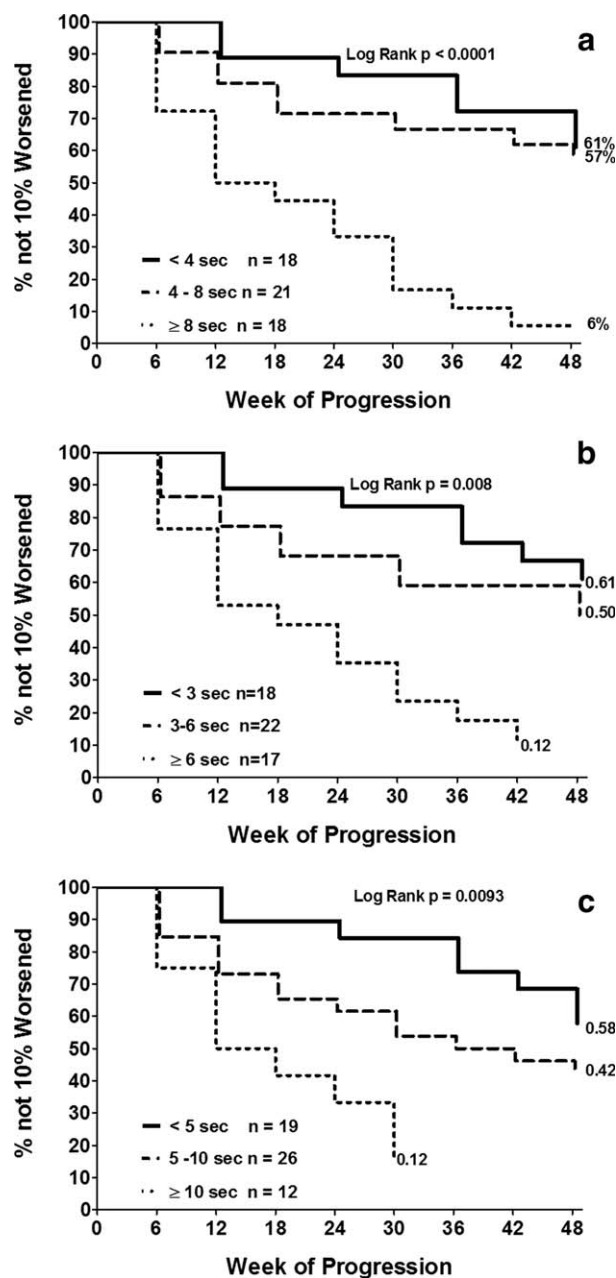 a
Log Rank p < 0.0001
% not 10% Worsened
100
90
80
70
60
50
40
30
20
10
0
61%
57%
6%
< 4 sec n = 18
4 - 8 sec n = 21
≥ 8 sec n = 18
0 6 12 18 24 30 36 42 48
Week of Progression
b
Log Rank p = 0.008
% not 10% Worsened
100
90
80
70
60
50
40
30
20
10
0
0.61
0.50
0.12
< 3 sec n=18
3-6 sec n=22
≥ 6 sec n=17
0 6 12 18 24 30 36 42 48
Week of Progression
c
Log Rank p = 0.0093
% not 10% Worsened
100
90
80
70
60
50
40
30
20
10
0
0.58
0.42
0.12
< 5 sec n = 19
5 -10 sec n = 26
≥ 10 sec n = 12
0 6 12 18 24 30 36 42 48
Week of Progression